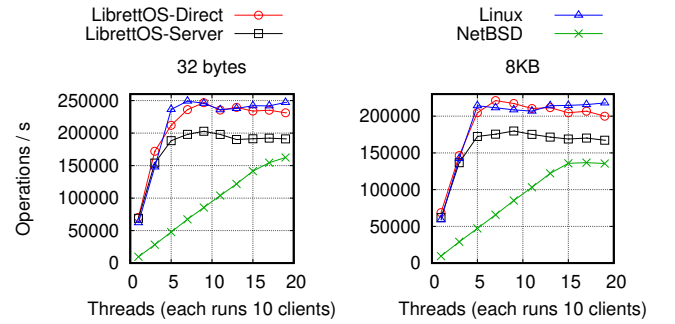 LibrettOS-Direct
LibrettOS-Server
Linux
NetBSD
32 bytes
8KB
Operations / s
250000
200000
150000
100000
50000
0
0 5 10 15 20
Threads (each runs 10 clients)
200000
150000
100000
50000
0
0 5 10 15 20
Threads (each runs 10 clients)